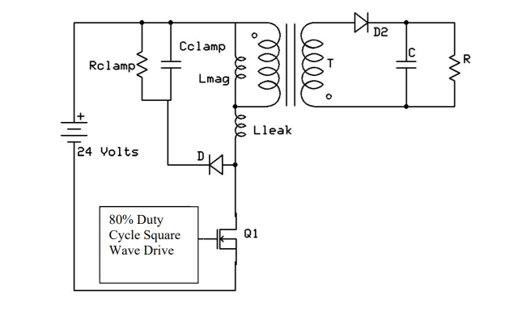 Cclamp
D2
Rclamp
C
R
T
Lmag
+
Lleak
24 Volts
D
80% Duty
Cycle Square
Wave Drive
Q1